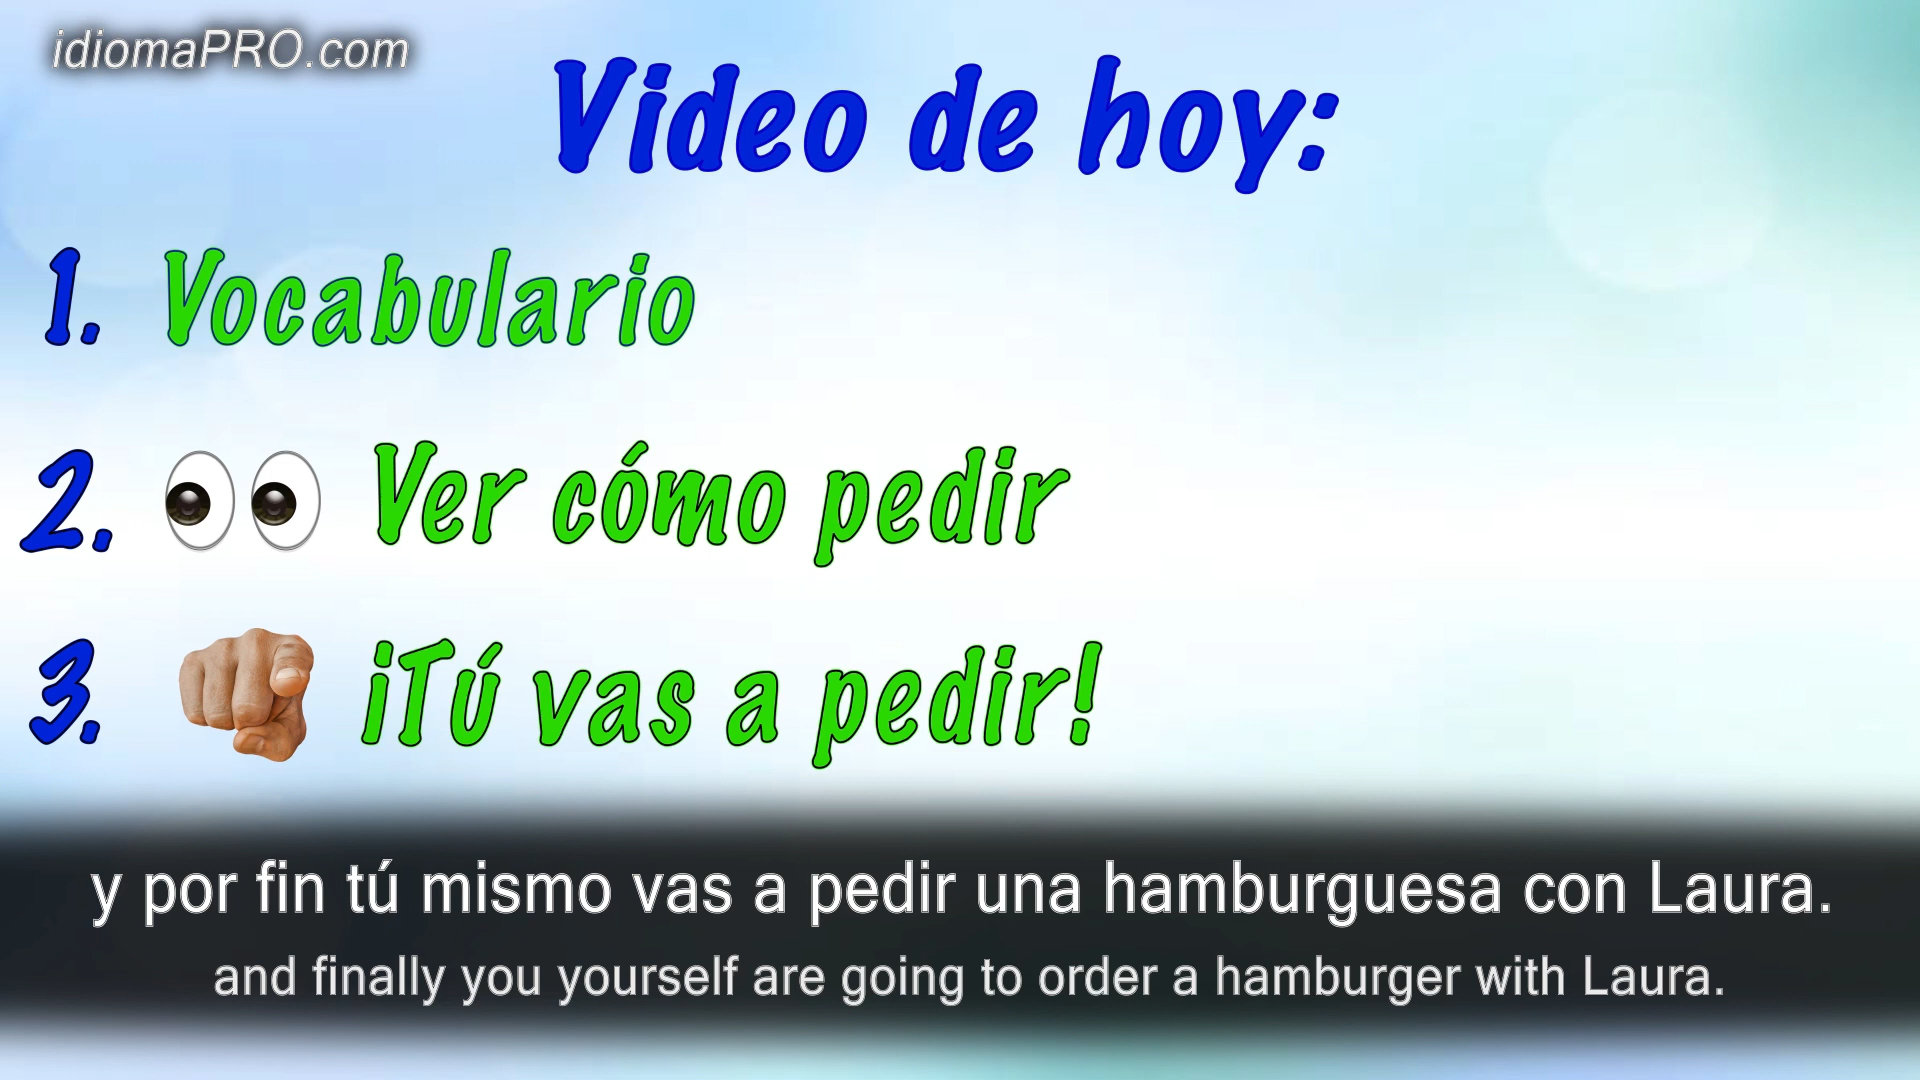 idiomaPRO.com
Video de hoy:
1. Vocabulario
2. Ver cómo pedir
3. ¡Tú vas a pedir!
y por fin tú mismo vas a pedir una hamburguesa con Laura.
and finally you yourself are going to order a hamburger with Laura.